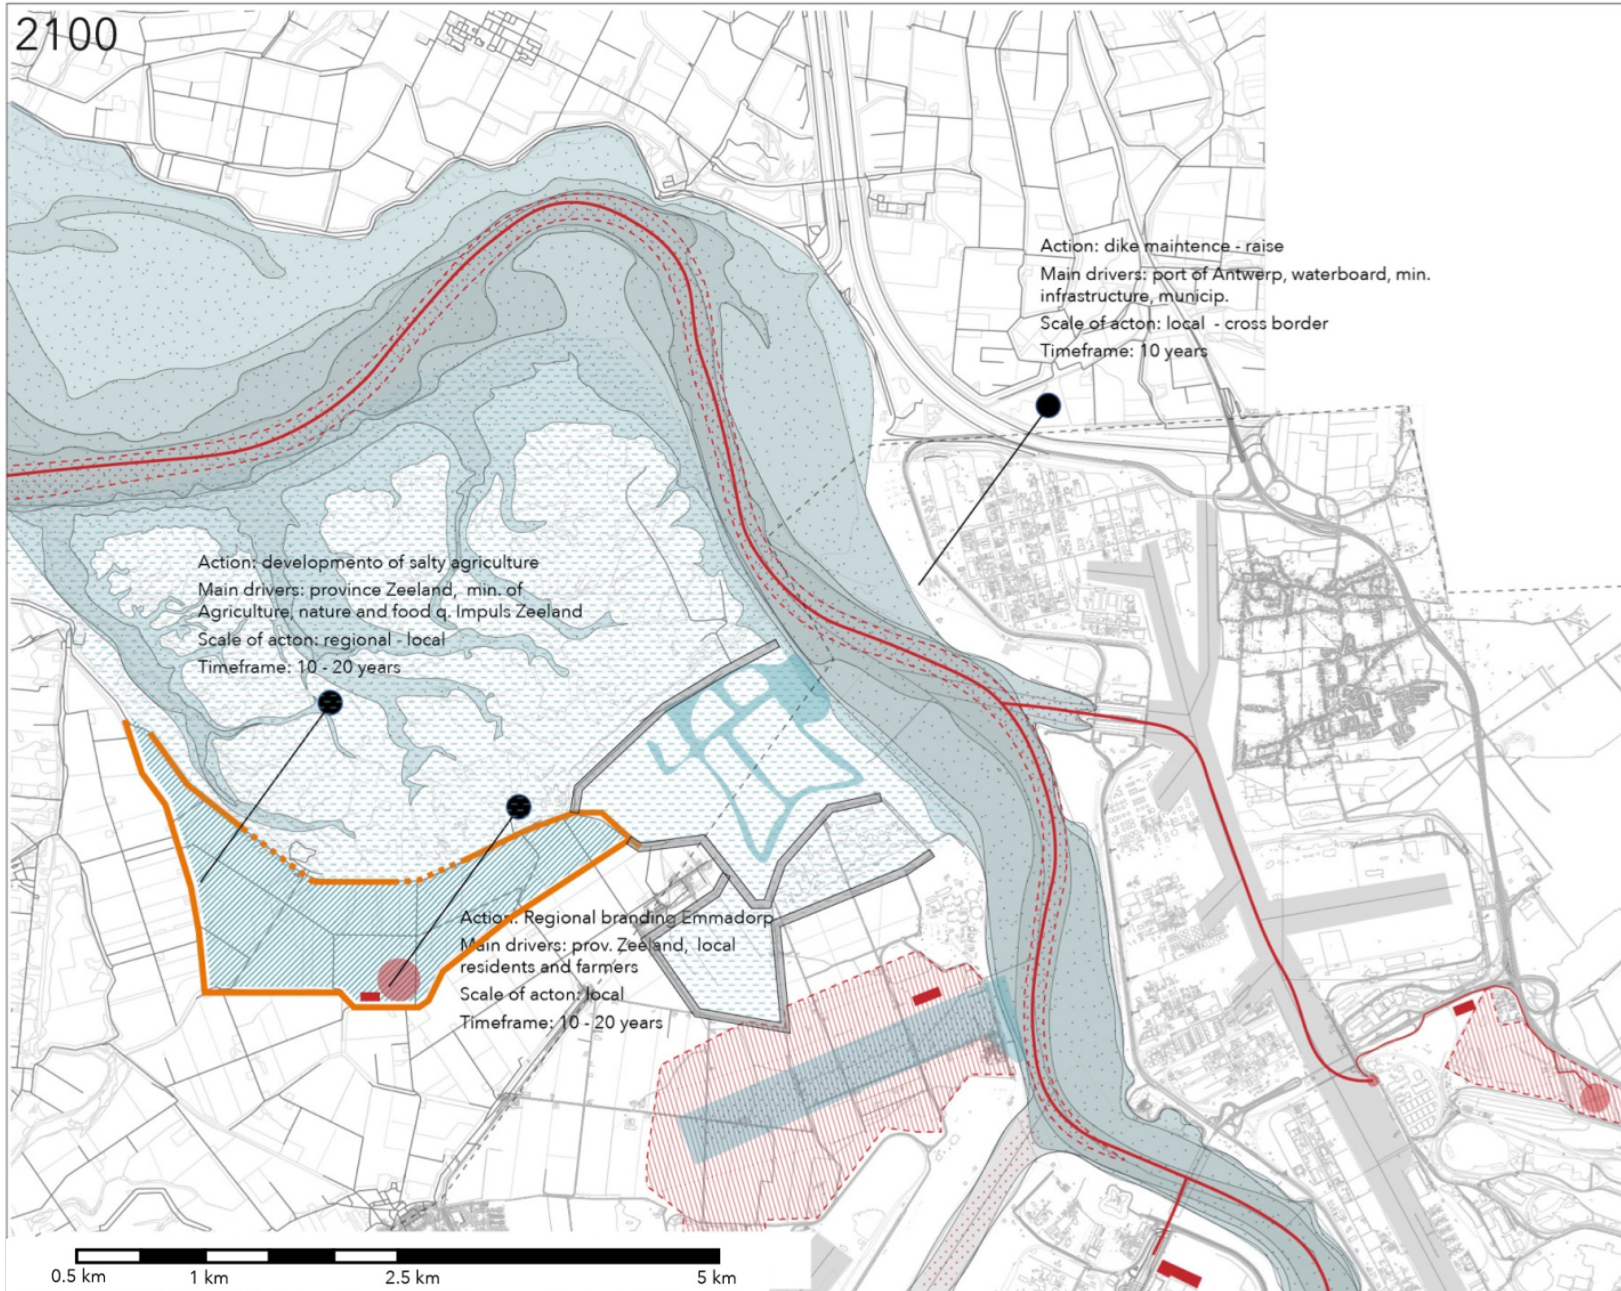 2100
Action: dike maintence - raise
Main drivers: port of Antwerp, waterboard, min.
infrastructure, municip.
Scale of acton: local - cross border
Timeframe: 10 years
Action: developmento of salty agriculture
Main drivers: province Zeeland, min. of
Agriculture, nature and food q. Impuls Zeeland
Scale of acton: regional - local
Timeframe: 10 - 20 years
Action: Regional branding Emmadorp
Main drivers: prov. Zeeland, local
residents and farmers
Scale of acton: local
Timeframe: 10 - 20 years
0.5 km 1 km 2.5 km 5 km